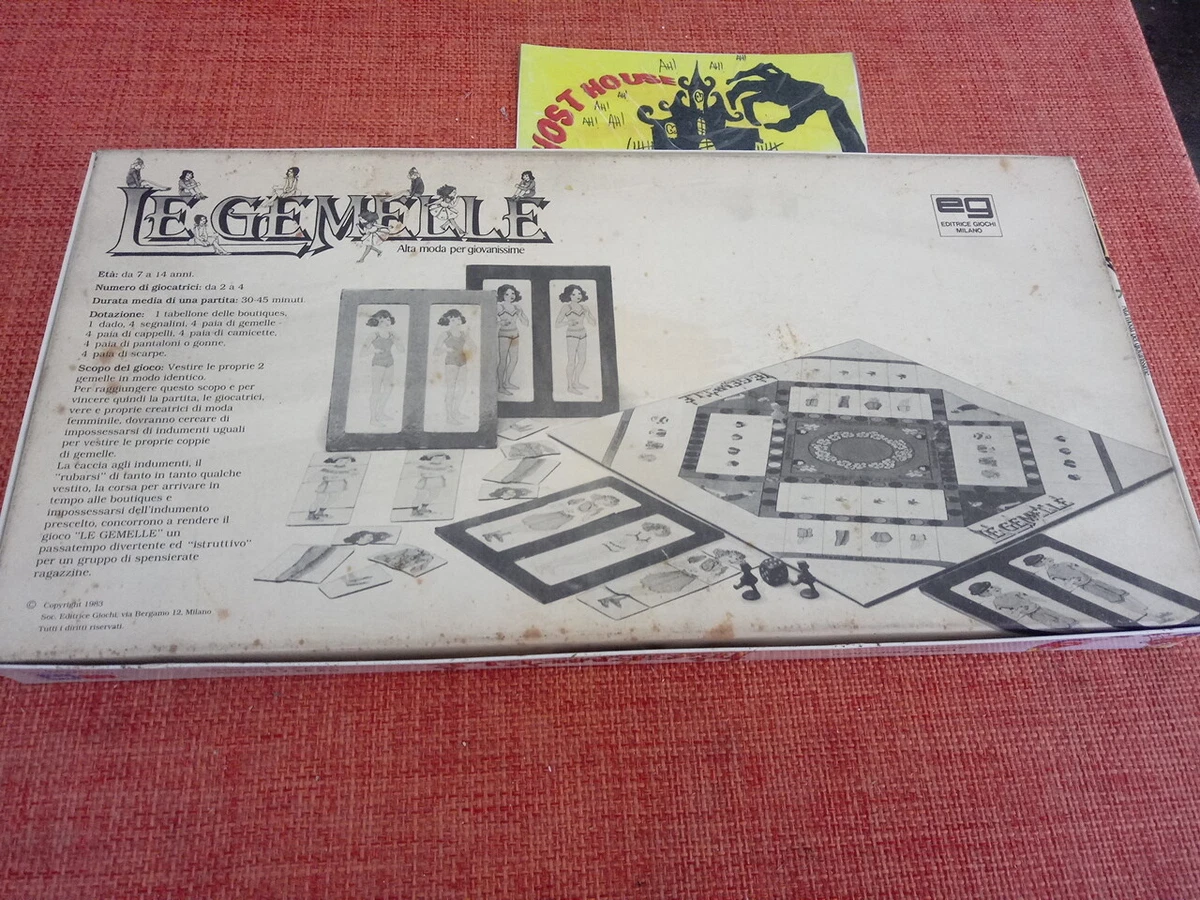 OST HOUSE
AH! AH! AH!
AH! AH!
AH! AH!
LE GEMELLE
Alta moda per giovanissime
eg
EDITRICE GIOCHI
MILANO
Età: da 7 a 14 anni.
Numero di giocatrici: da 2 a 4
Durata media di una partita: 30-45 minuti.
Dotazione: 1 tabellone delle boutiques,
1 dado, 4 segnalini, 4 paia di gemelle -
4 paia di cappelli, 4 paia di camicette,
4 paia di pantaloni o gonne,
4 paia di scarpe.
Scopo del gioco: Vestire le proprie 2
gemelle in modo identico.
Per raggiungere questo scopo e per
vincere quindi la partita, le giocatrici,
vere e proprie creatrici di moda
femminile, dovranno cercare di
impossessarsi di indumenti uguali
per vestire le proprie coppie
di gemelle.
La caccia agli indumenti, il
"rubarsi" di tanto in tanto qualche
vestito, la corsa per arrivare in
tempo alle boutiques e
impossessarsi dell'indumento
prescelto, concorrono a rendere il
gioco "LE GEMELLE" un
passatempo divertente ed "istruttivo"
per un gruppo di spensierate
ragazzine.
© Copyright 1983
Soc. Editrice Giochi: via Bergamo 12, Milano
Tutti i diritti riservati.
LE GEMELLE
LE GEMELLE